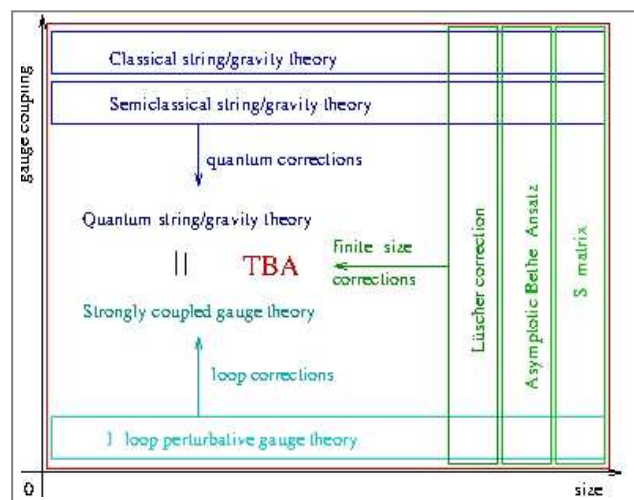 Classical string/gravity theory
Semiclassical string/gravity theory
gauge coupling
quantum corrections
Quantum string/gravity theory
|| TBA
finite size
corrections
Strongly coupled gauge theory
loop corrections
1 loop perturbative gauge theory
Lüscher correction
Asymptotic Bethe Ansatz
S matrix
0
size